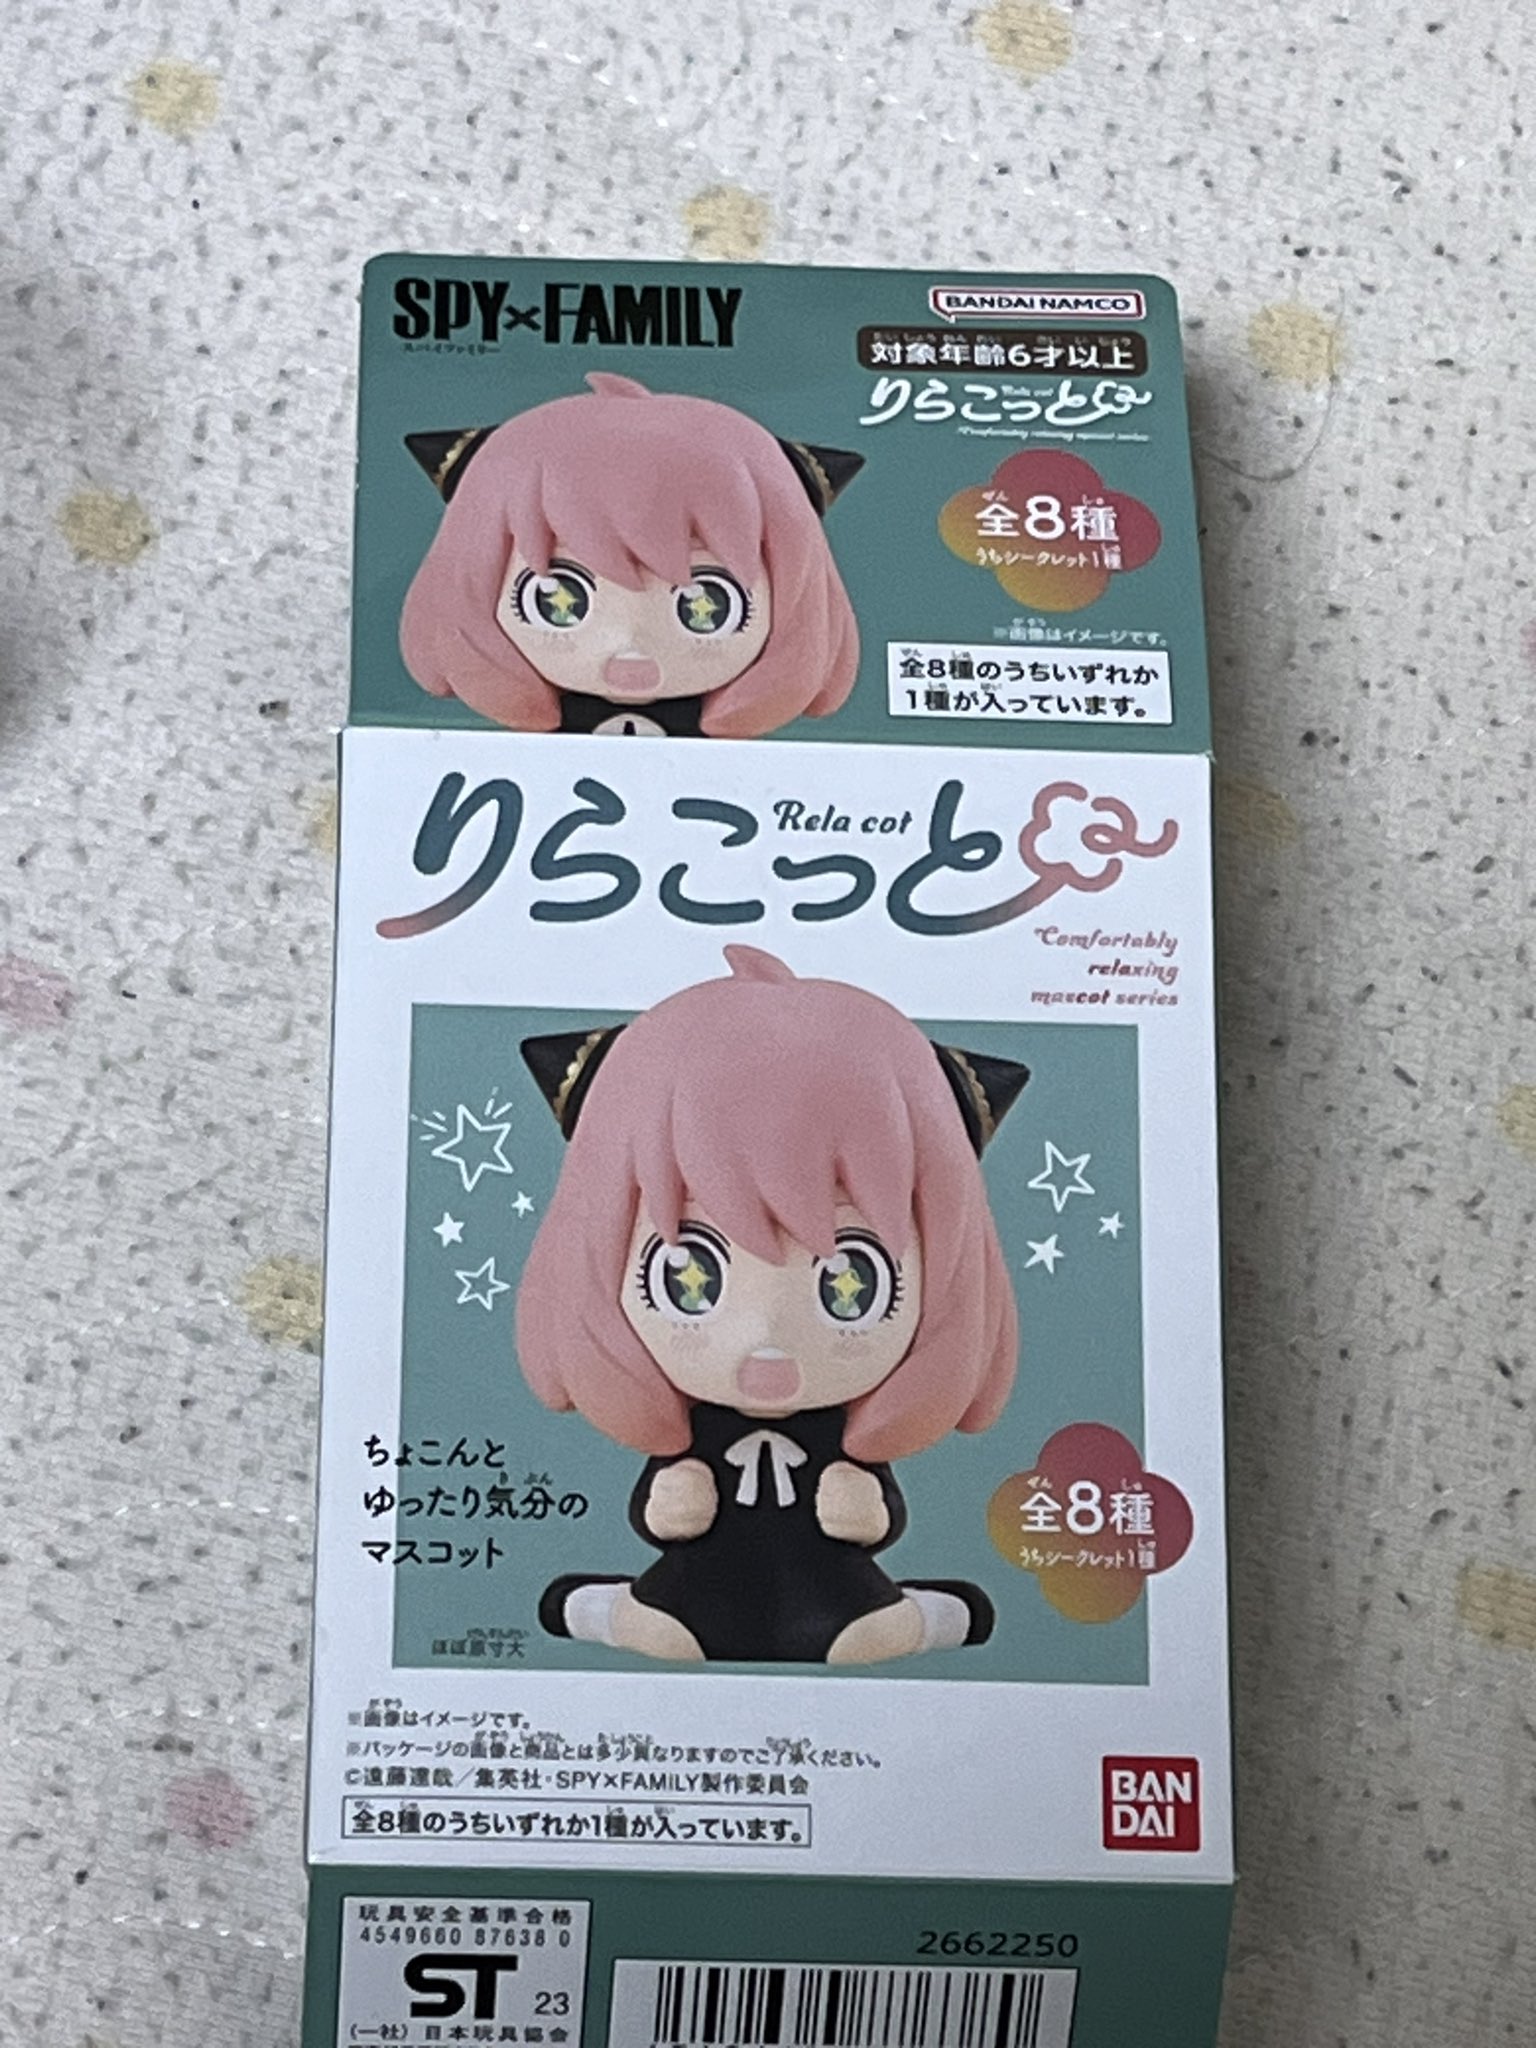 SPY×FAMILY
スパイファミリー
BANDAI NAMCO
対象年齢6才以上
りらこっと
Rela cot
Comfortably relaxing mascot series
全8種
うちシークレット1種
※画像はイメージです。
全8種のうちいずれか
1種が入っています。
りらこっと
Rela cot
Comfortably
relaxing
mascot series
ちょこんと
ゆったり気分の
マスコット
全8種
うちシークレット1種
ほぼ原寸大
※画像はイメージです。
※パッケージの画像と商品とは多少異なりますのでご了承ください。
©遠藤達哉／集英社・SPY×FAMILY製作委員会
全8種のうちいずれか1種が入っています。
BAN
DAI
玩具安全基準合格
4549660 87638 0
ST 23
(一社) 日本玩具協会
2662250